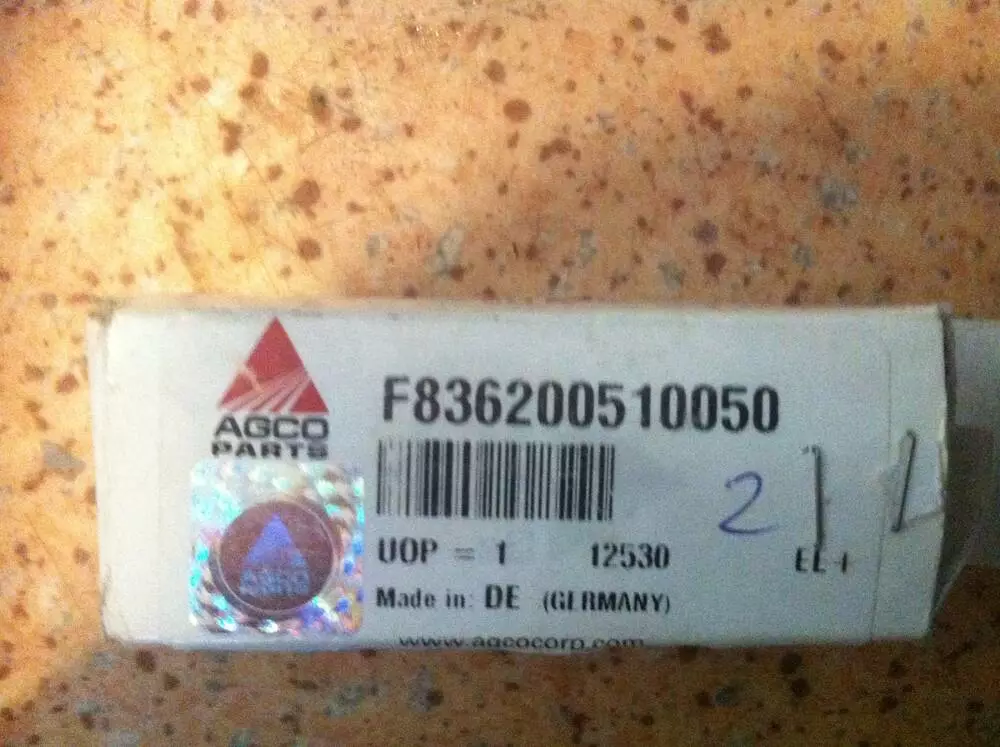 AGCO
PARTS
F836200510050
2
UOP = 1 12530
Made in: DE (GERMANY)
www.agcocorp.com